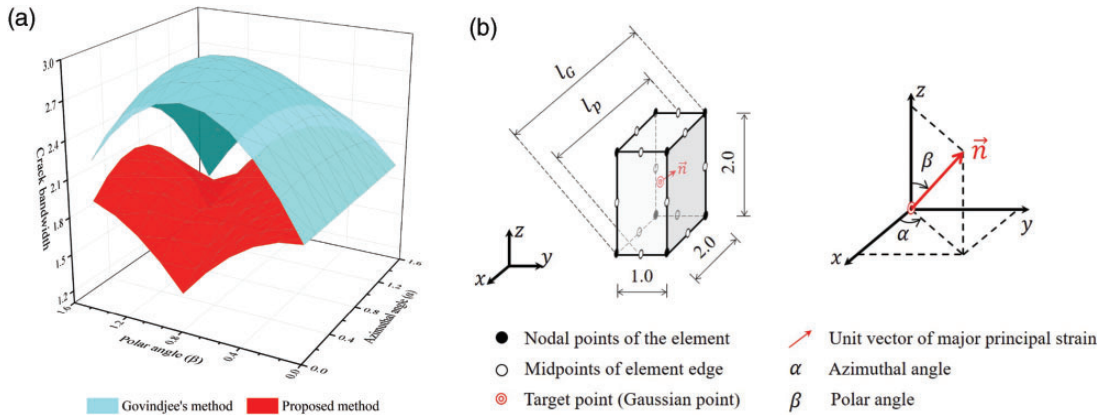 (a)
3.0
2.7
2.4
2.1
1.8
1.5
1.2
Crack bandwidth
1.6
1.2
0.8
0.4
0.0
Polar angle (β)
0.0
0.4
0.8
1.2
1.6
Azimuthal angle (α)
Govindjee's method
Proposed method
(b)
l_G
l_p
n⃗
2.0
2.0
1.0
z
y
x
z
n⃗
β
α
y
x
Nodal points of the element
Midpoints of element edge
Target point (Gaussian point)
Unit vector of major principal strain
α Azimuthal angle
β Polar angle